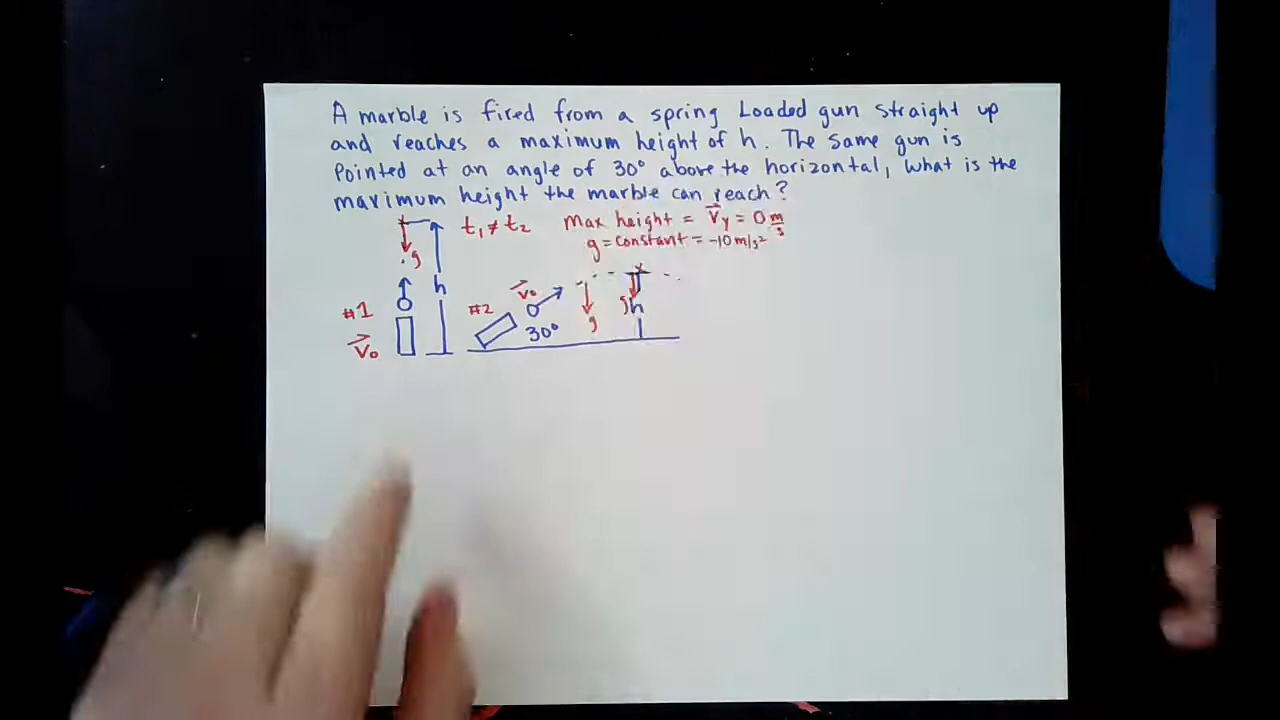 A marble is fired from a spring Loaded gun straight up
and reaches a maximum height of h. The same gun is
Pointed at an angle of 30° above the horizontal, What is the
maximum height the marble can reach?
t₁ ≠ t₂ Max height = V⃗y = 0 m/s
g = constant = -10 m/s²
g
h
#1
V⃗₀
#2
V⃗₀
30°
g
g
h